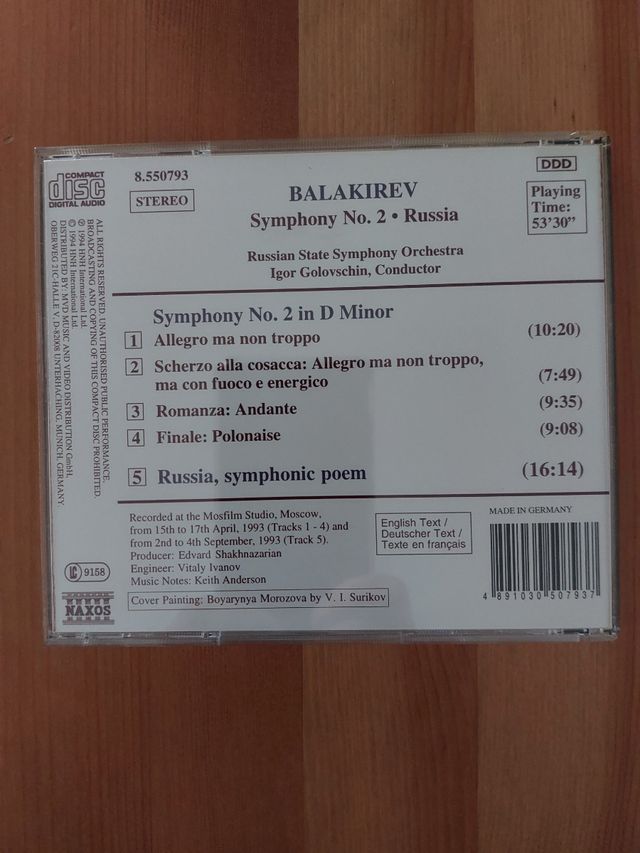 COMPACT
disc
DIGITAL AUDIO
8.550793
STEREO
BALAKIREV
Symphony No. 2 • Russia
DDD
Playing
Time:
53'30"
Russian State Symphony Orchestra
Igor Golovschin, Conductor
Symphony No. 2 in D Minor
1 Allegro ma non troppo (10:20)
2 Scherzo alla cosacca: Allegro ma non troppo,
ma con fuoco e energico (7:49)
3 Romanza: Andante (9:35)
4 Finale: Polonaise (9:08)
5 Russia, symphonic poem (16:14)
Recorded at the Mosfilm Studio, Moscow,
from 15th to 17th April, 1993 (Tracks 1 - 4) and
from 2nd to 4th September, 1993 (Track 5).
Producer: Edvard Shakhnazarian
Engineer: Vitaly Ivanov
Music Notes: Keith Anderson
Cover Painting: Boyarynya Morozova by V. I. Surikov
English Text /
Deutscher Text /
Texte en français
MADE IN GERMANY
4 891030 507937
ALL RIGHTS RESERVED. UNAUTHORISED PUBLIC PERFORMANCE,
BROADCASTING AND COPYING OF THIS COMPACT DISC PROHIBITED.
℗ 1994 HNH International Ltd.
© 1994 HNH International Ltd.
DISTRIBUTED BY: MVD MUSIC AND VIDEO DISTRIBUTION GmbH,
OBERWEG 21C-HALLE V, D-82008 UNTERHACHING, MUNICH, GERMANY.
LC 9158
NAXOS